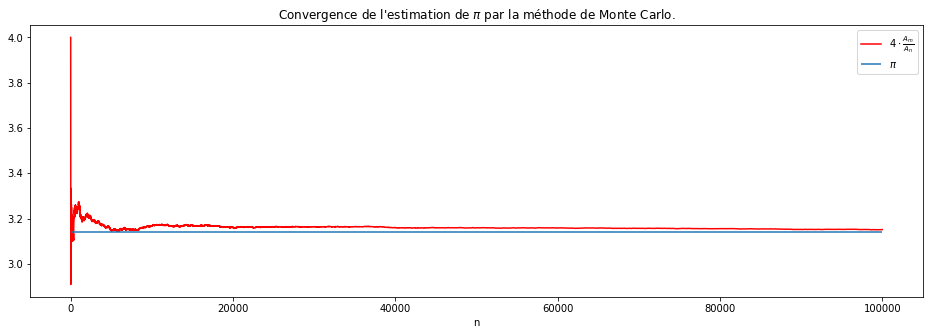 Convergence de l'estimation de π par la méthode de Monte Carlo.
4.0
3.8
3.6
3.4
3.2
3.0
4 · A_m/A_n
π
0 20000 40000 60000 80000 100000
n